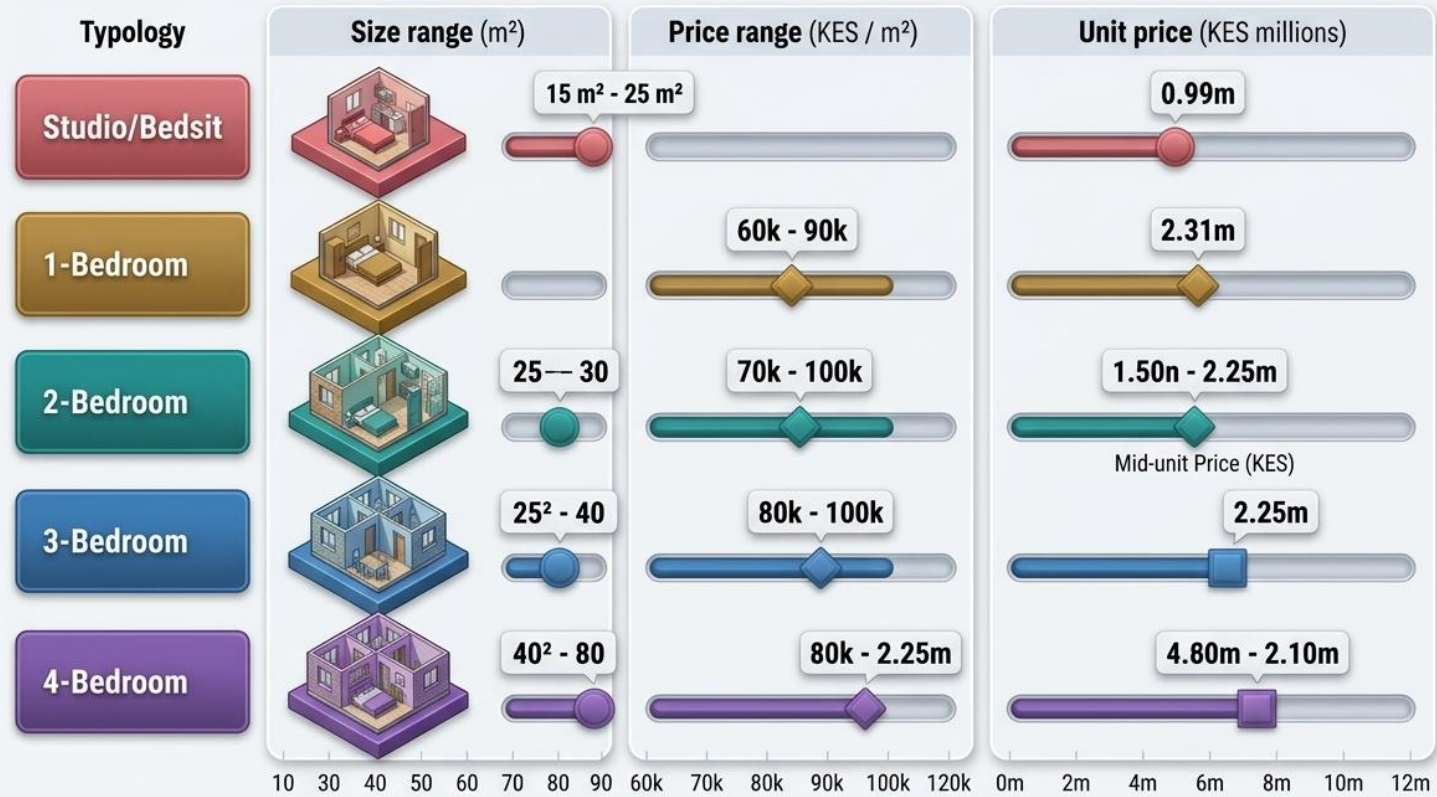 Typology
Size range (m²)
Price range (KES / m²)
Unit price (KES millions)
Studio/Bedsit
15 m² - 25 m²
0.99m
1-Bedroom
60k - 90k
2.31m
2-Bedroom
25-– 30
70k - 100k
1.50n - 2.25m
Mid-unit Price (KES)
3-Bedroom
25² - 40
80k - 100k
2.25m
4-Bedroom
40² - 80
80k - 2.25m
4.80m - 2.10m
10 30 40 50 60 70 80 90
60k 70k 80k 90k 100k 120k
0m 2m 4m 6m 8m 10m 12m